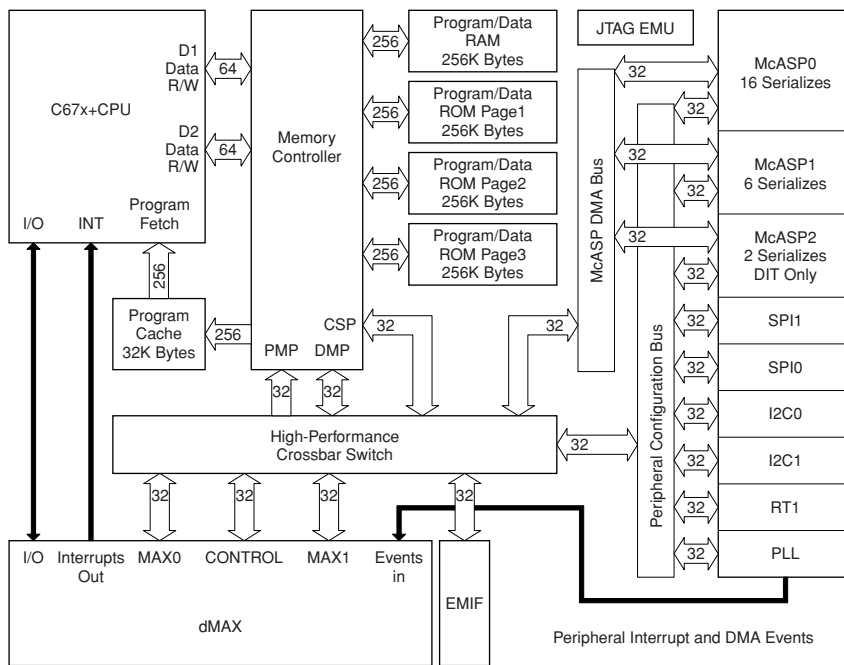 D1
Data
R/W
64
C67x+CPU
D2
Data
R/W
64
I/O
INT
Program
Fetch
256
Program
Cache
32K Bytes
256
Memory
Controller
CSP
32
PMP
DMP
32
32
256
Program/Data
RAM
256K Bytes
256
Program/Data
ROM Page1
256K Bytes
256
Program/Data
ROM Page2
256K Bytes
256
Program/Data
ROM Page3
256K Bytes
JTAG EMU
McASP DMA Bus
32
Peripheral Configuration Bus
32
32
32
32
32
32
32
32
32
32
32
32
32
McASP0
16 Serializes
McASP1
6 Serializes
McASP2
2 Serializes
DIT Only
SPI1
SPI0
I2C0
I2C1
RT1
PLL
High-Performance
Crossbar Switch
32
32
32
32
32
I/O
Interrupts
Out
MAX0
CONTROL
MAX1
Events
in
dMAX
EMIF
Peripheral Interrupt and DMA Events